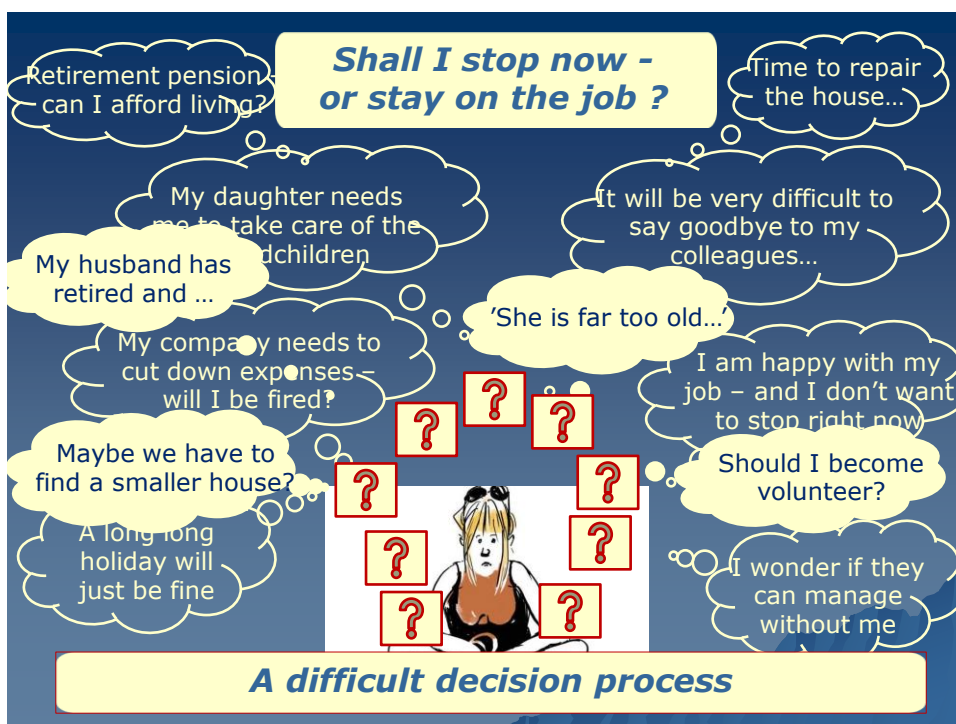 Shall I stop now –
or stay on the job ?
Retirement pension -
can I afford living?
Time to repair
the house…
My daughter needs
me to take care of the
dchildren
It will be very difficult to
say goodbye to my
colleagues…
My husband has
retired and …
’She is far too old…’
My company needs to
cut down expenses –
will I be fired?
I am happy with my
job – and I don’t want
to stop right now
Maybe we have to
find a smaller house?
Should I become
volunteer?
A long long
holiday will
just be fine
I wonder if they
can manage
without me
?
?
?
?
?
?
?
?
?
A difficult decision process